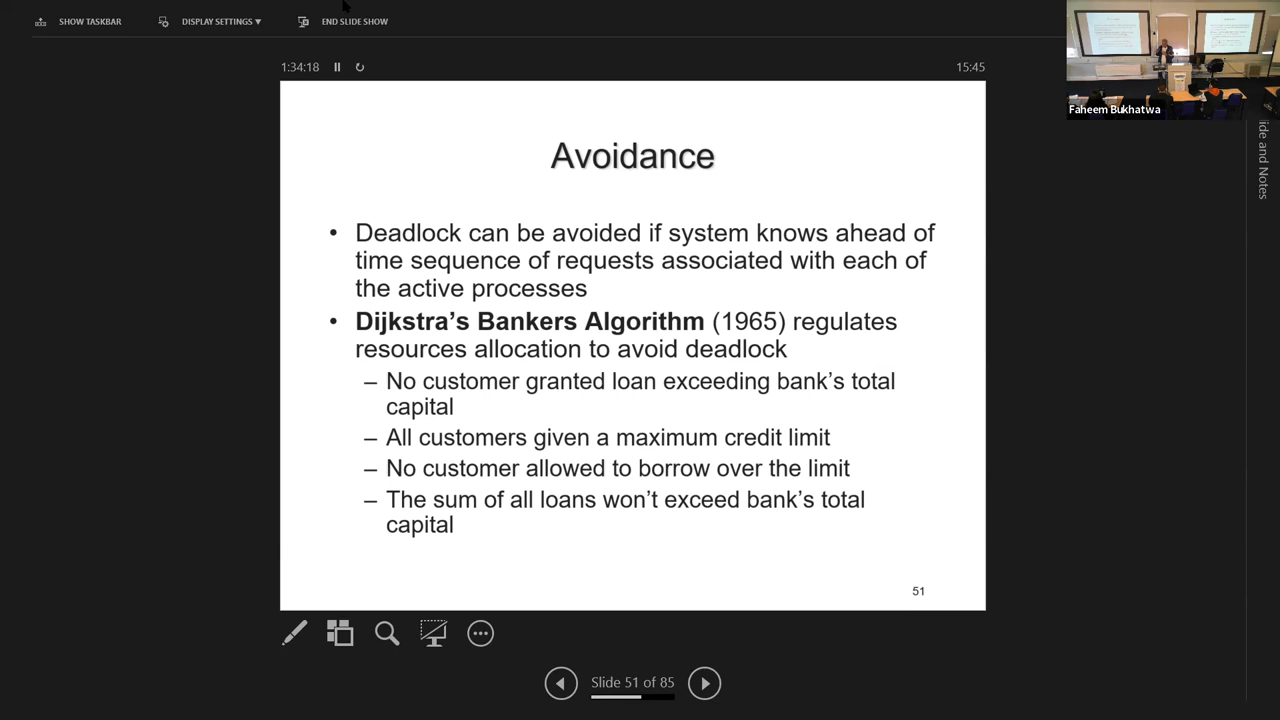 SHOW TASKBAR DISPLAY SETTINGS ▼ END SLIDE SHOW
1:34:18 15:45
Faheem Bukhatwa
lide and Notes
Avoidance
• Deadlock can be avoided if system knows ahead of
time sequence of requests associated with each of
the active processes
• Dijkstra’s Bankers Algorithm (1965) regulates
resources allocation to avoid deadlock
– No customer granted loan exceeding bank’s total
capital
– All customers given a maximum credit limit
– No customer allowed to borrow over the limit
– The sum of all loans won’t exceed bank’s total
capital
51
Slide 51 of 85